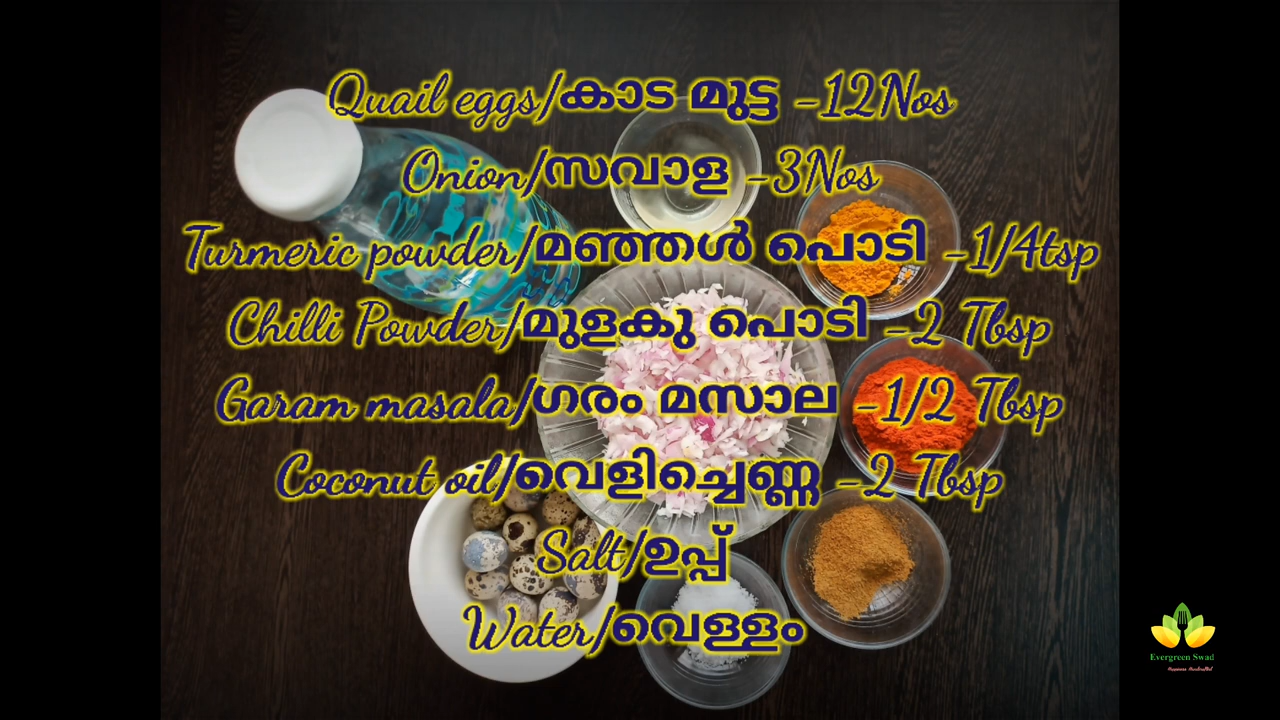 Quail eggs/കാട മുട്ട -12Nos
Onion/സവാള -3Nos
Turmeric powder/മഞ്ഞൾ പൊടി -1/4tsp
Chilli Powder/മുളകു പൊടി -2 Tbsp
Garam masala/ഗരം മസാല -1/2 Tbsp
Coconut oil/വെളിച്ചെണ്ണ -2 Tbsp
Salt/ഉപ്പ്
Water/വെള്ളം
Evergreen Swad